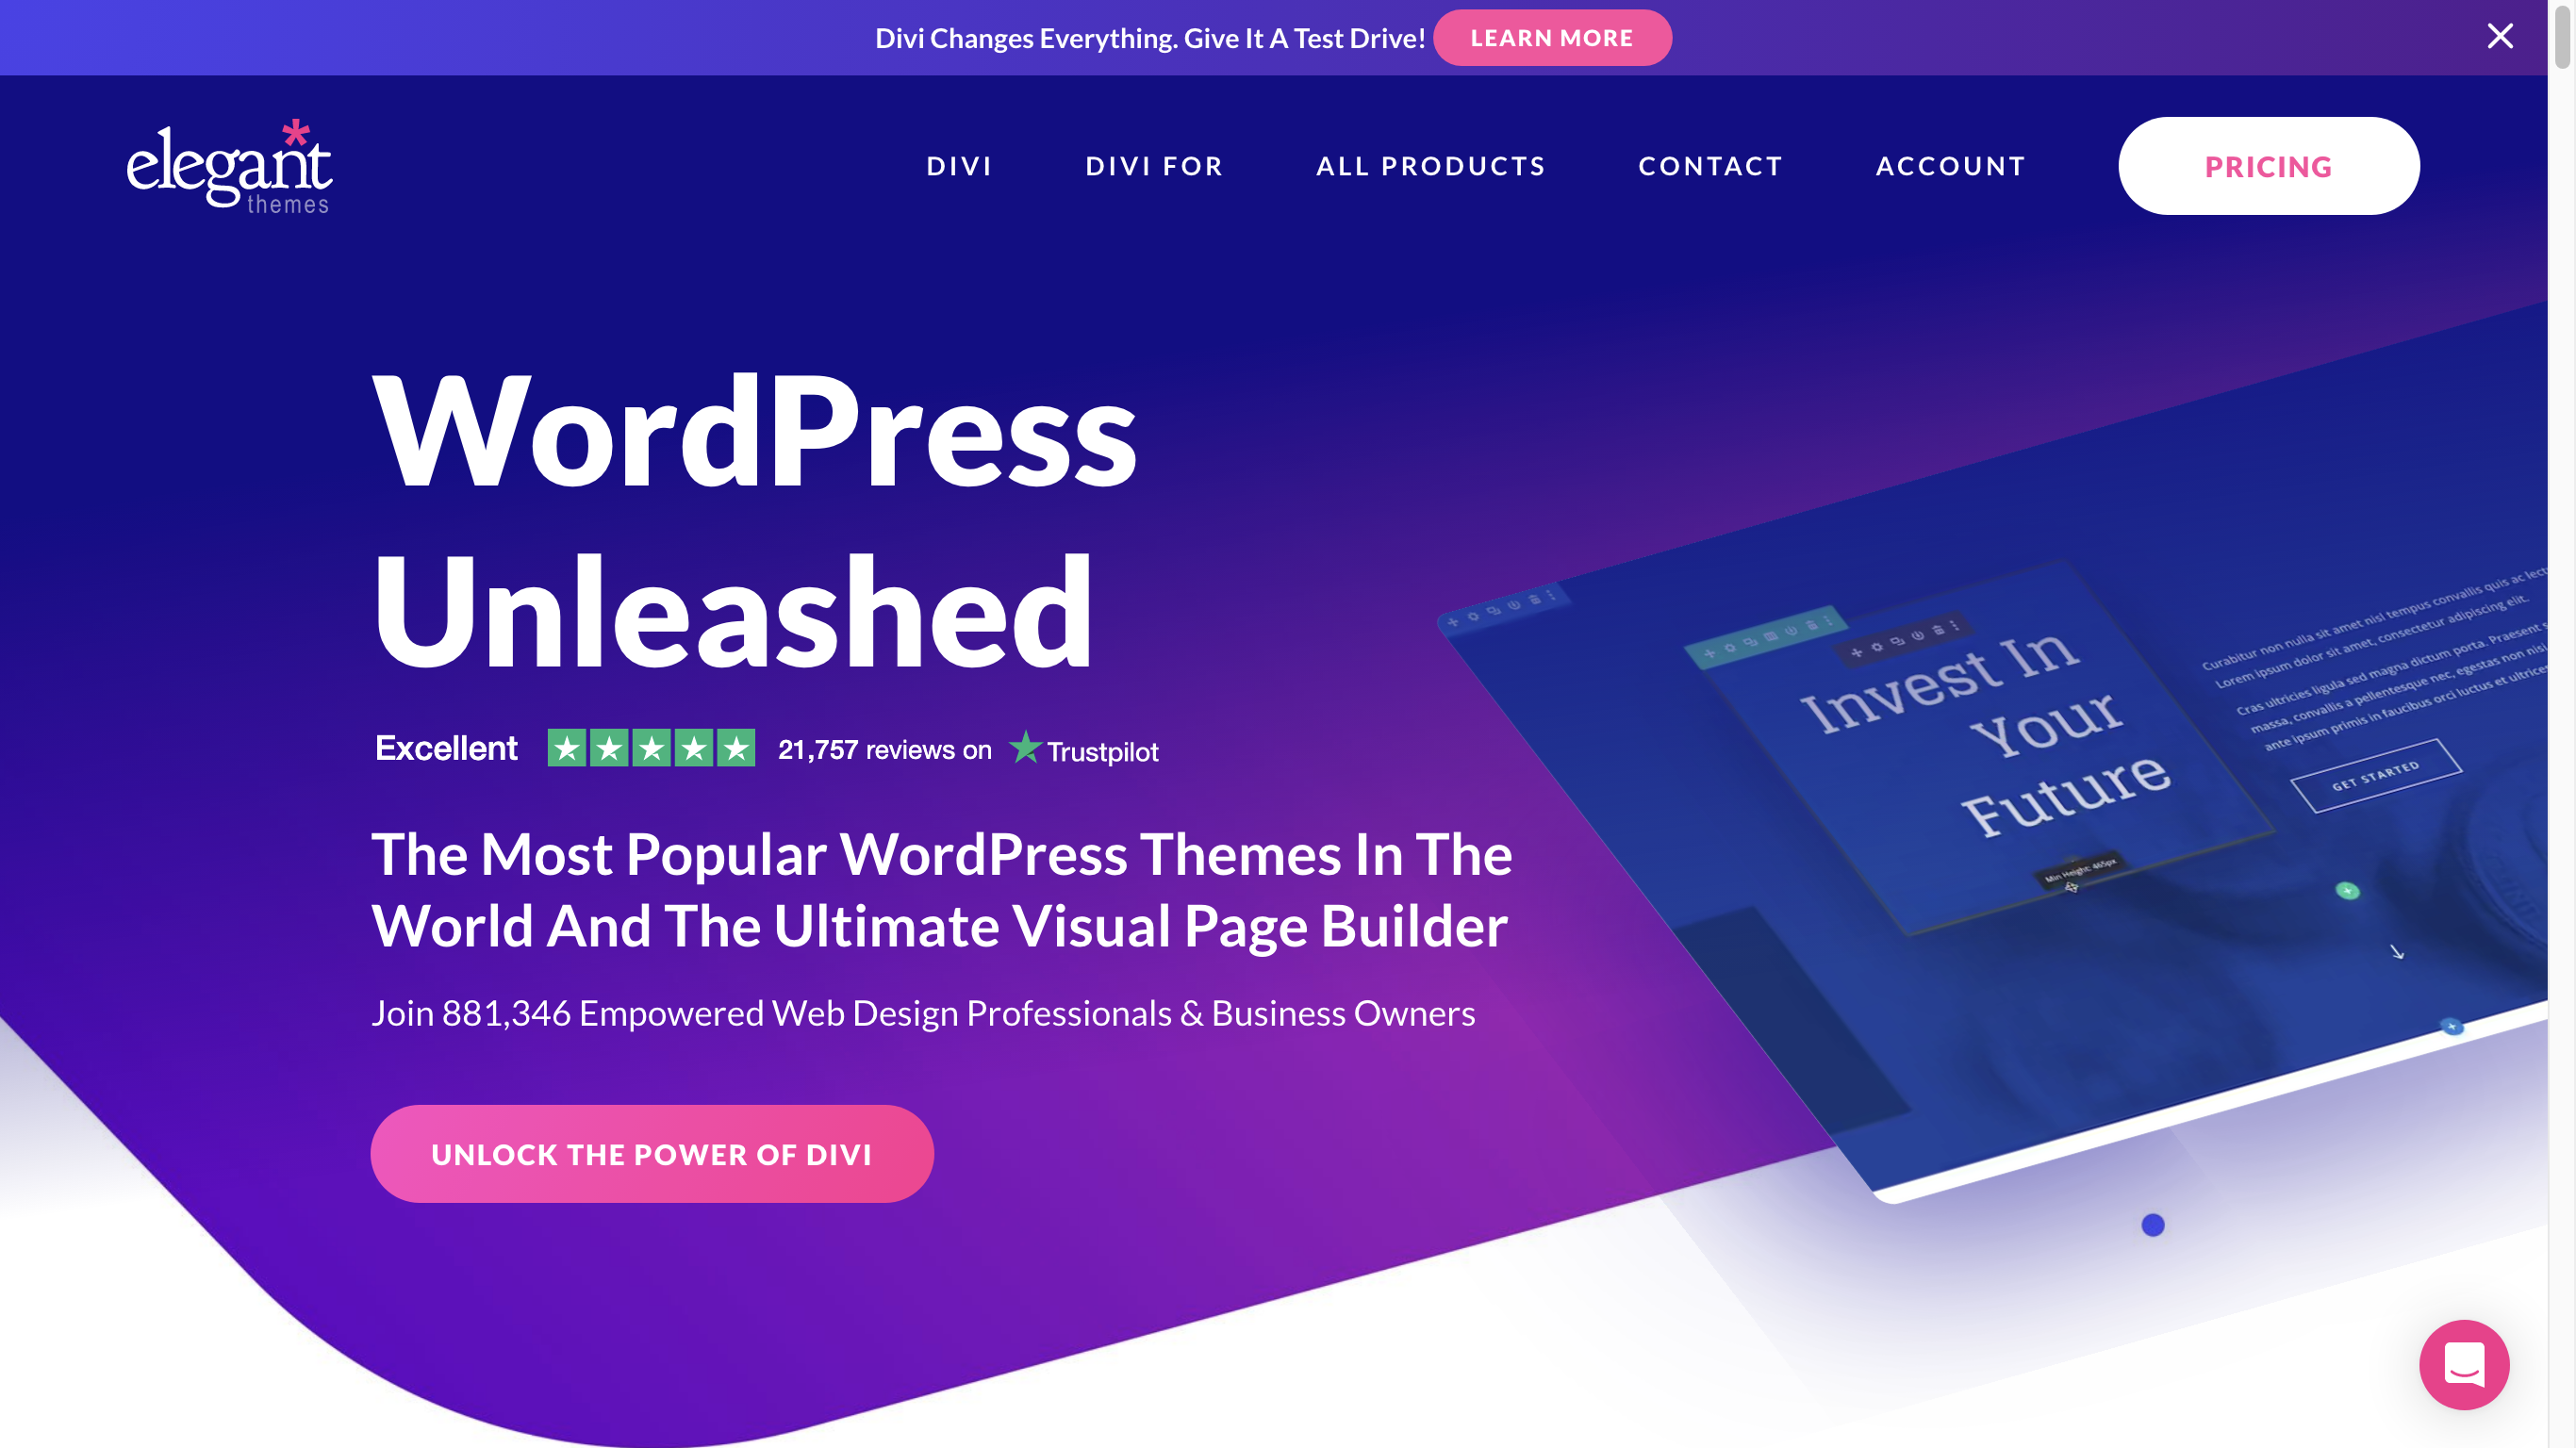 Divi Changes Everything. Give It A Test Drive! LEARN MORE
elegant themes
DIVI DIVI FOR ALL PRODUCTS CONTACT ACCOUNT PRICING
WordPress
Unleashed
Excellent 21,757 reviews on Trustpilot
The Most Popular WordPress Themes In The
World And The Ultimate Visual Page Builder
Join 881,346 Empowered Web Design Professionals & Business Owners
UNLOCK THE POWER OF DIVI
Invest In
Your
Future
Min Height: 465px
Curabitur non nulla sit amet nisl tempus convallis quis ac
Lorem ipsum dolor sit amet, consectetur adipiscing elit.
Cras ultricies ligula sed magna dictum porta. Praesent
massa, convallis a pellentesque nec, egestas non nisi
ante ipsum primis in faucibus orci luctus et
GET STARTED